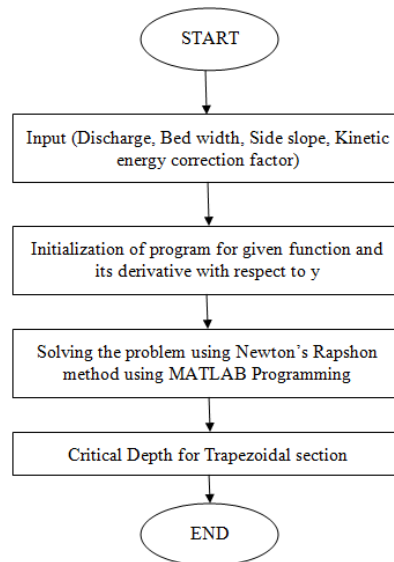 START
Input (Discharge, Bed width, Side slope, Kinetic
energy correction factor)
Initialization of program for given function and
its derivative with respect to y
Solving the problem using Newton’s Rapshon
method using MATLAB Programming
Critical Depth for Trapezoidal section
END